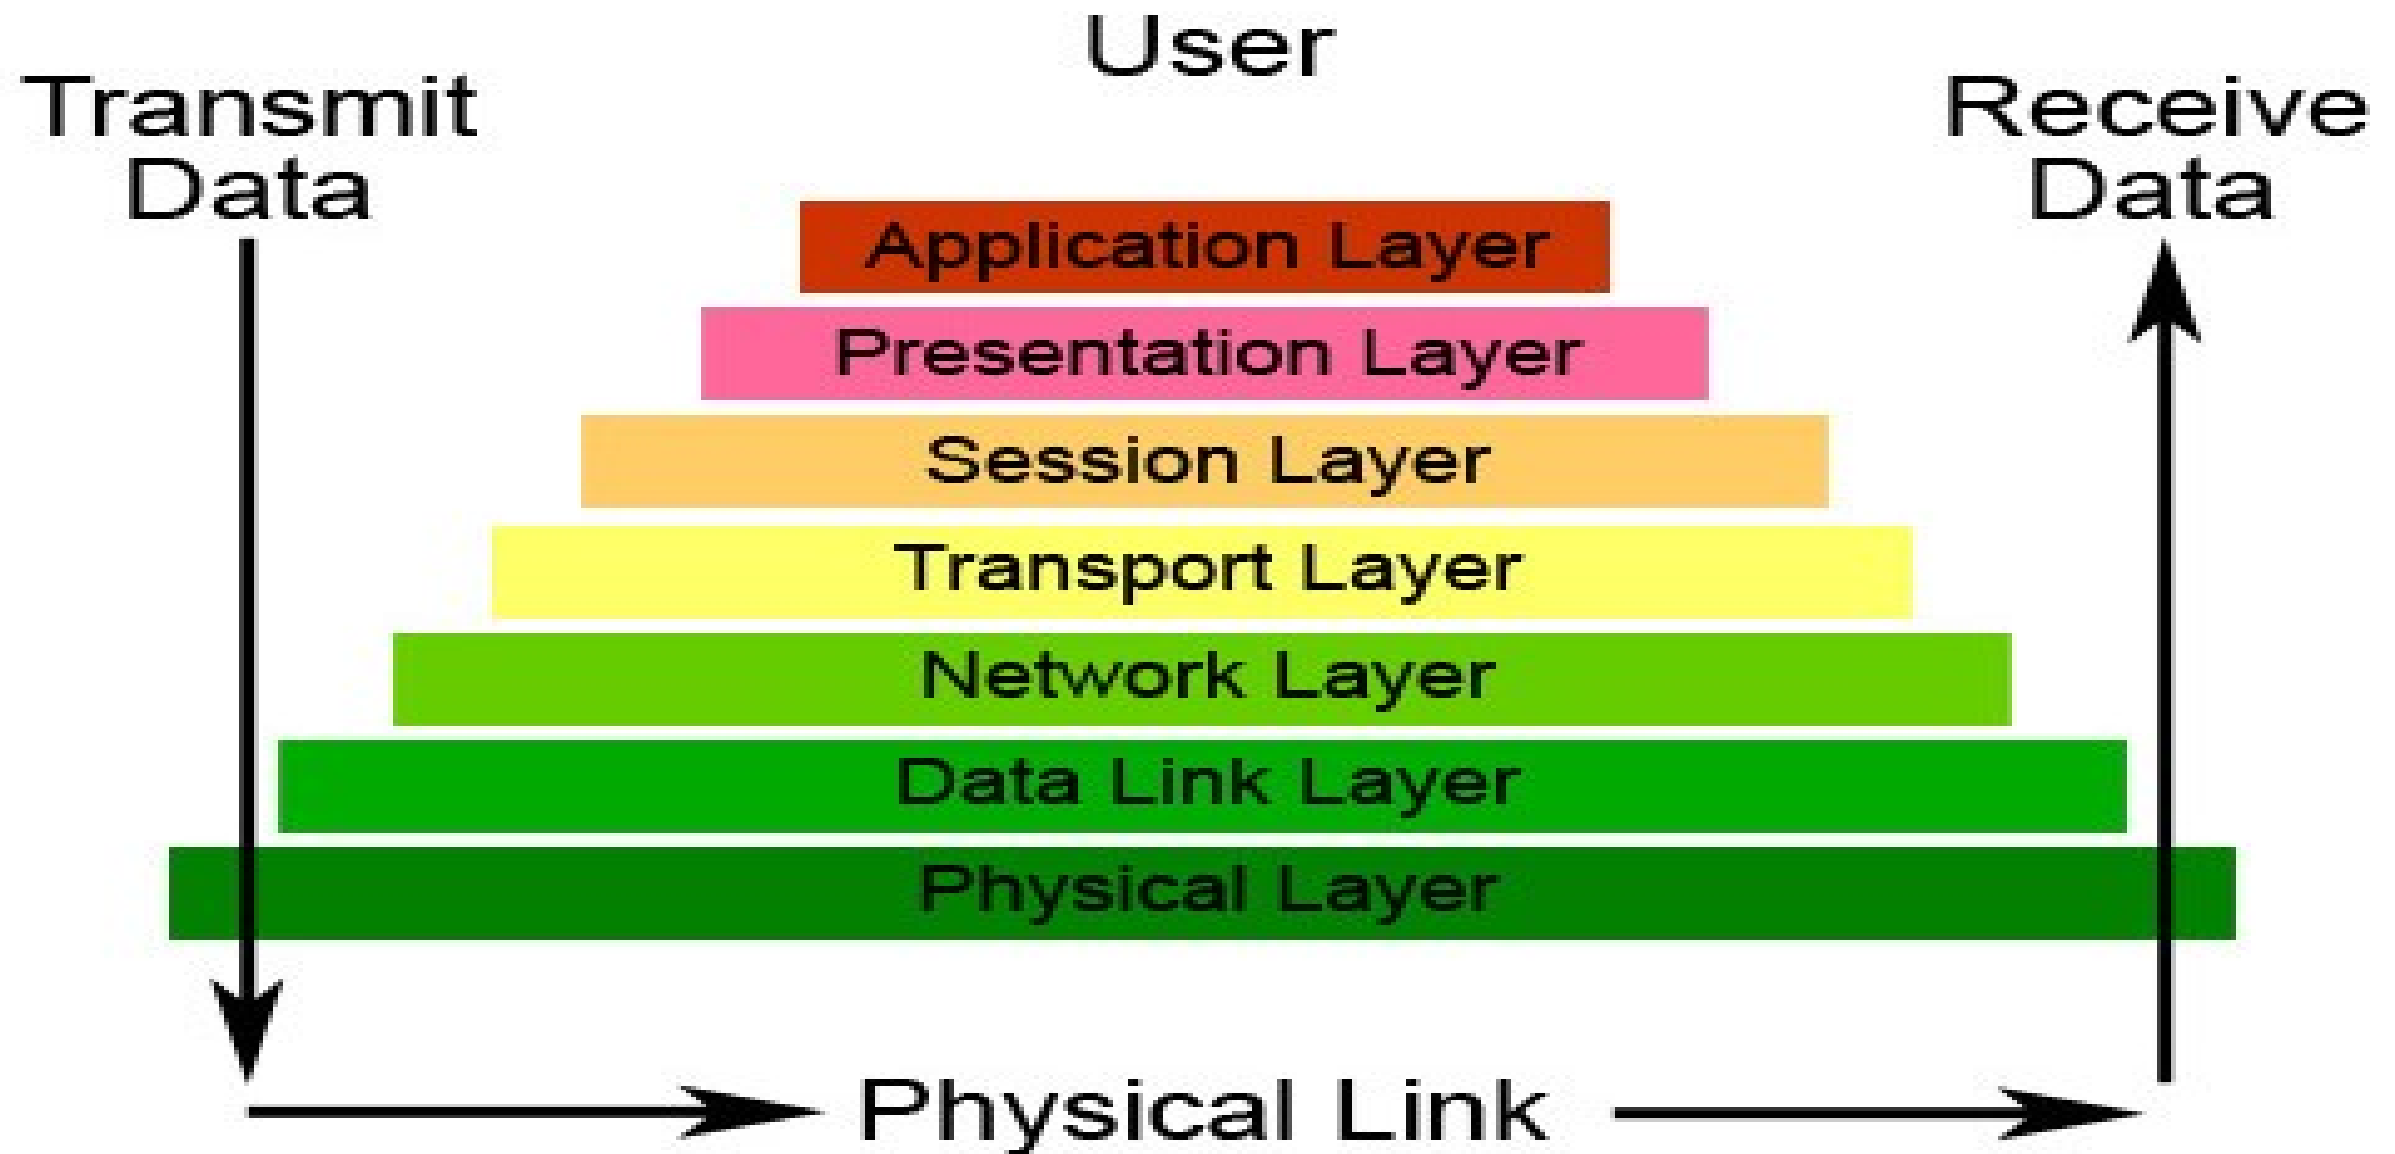 User
Transmit
Data
Receive
Data
Application Layer
Presentation Layer
Session Layer
Transport Layer
Network Layer
Data Link Layer
Physical Layer
Physical Link